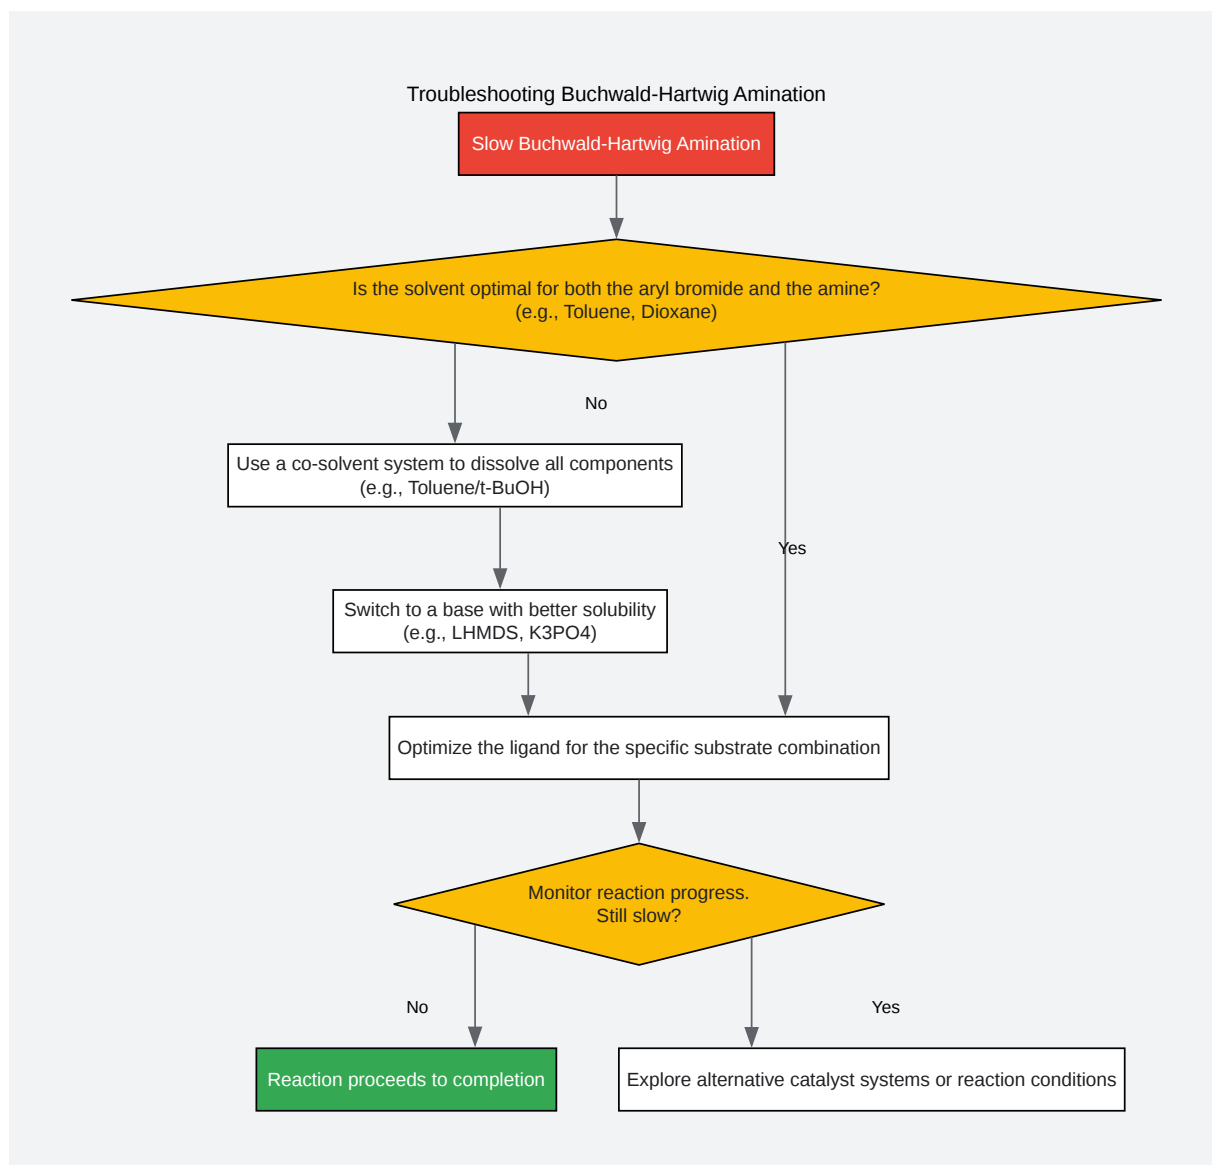 Troubleshooting Buchwald-Hartwig Amination
Slow Buchwald-Hartwig Amination
Is the solvent optimal for both the aryl bromide and the amine?
(e.g., Toluene, Dioxane)
No
Use a co-solvent system to dissolve all components
(e.g., Toluene/t-BuOH)
Yes
Switch to a base with better solubility
(e.g., LHMDS, K3PO4)
Optimize the ligand for the specific substrate combination
Monitor reaction progress.
Still slow?
No
Yes
Reaction proceeds to completion
Explore alternative catalyst systems or reaction conditions